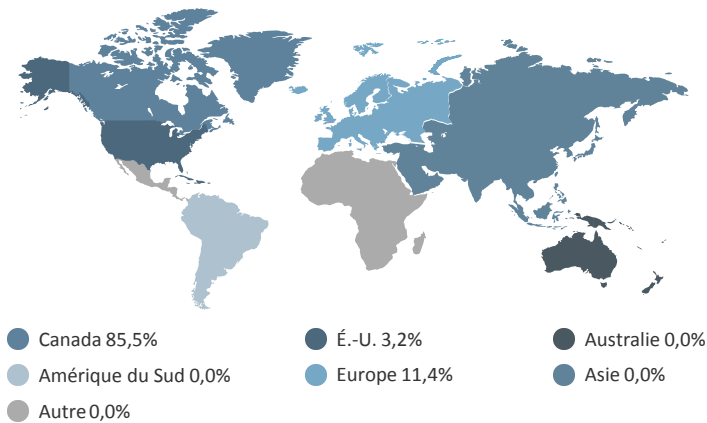 Canada 85,5%
É.-U. 3,2%
Australie 0,0%
Amérique du Sud 0,0%
Europe 11,4%
Asie 0,0%
Autre 0,0%